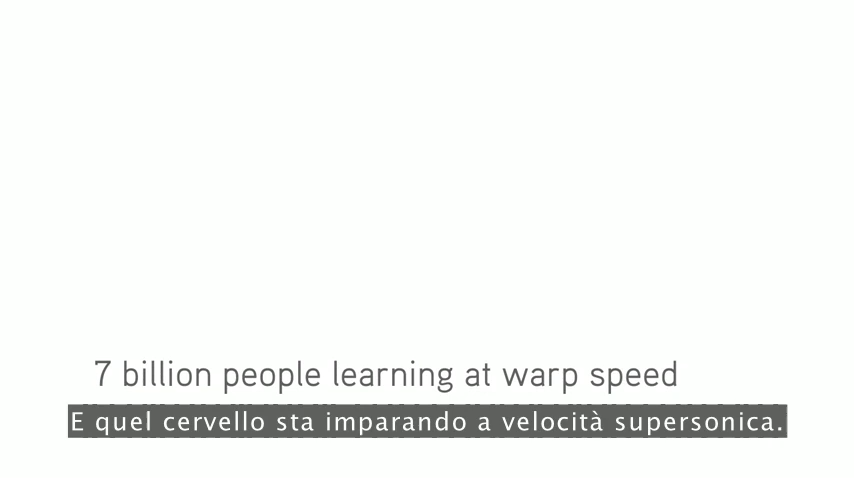 7 billion people learning at warp speed
E quel cervello sta imparando a velocità supersonica.